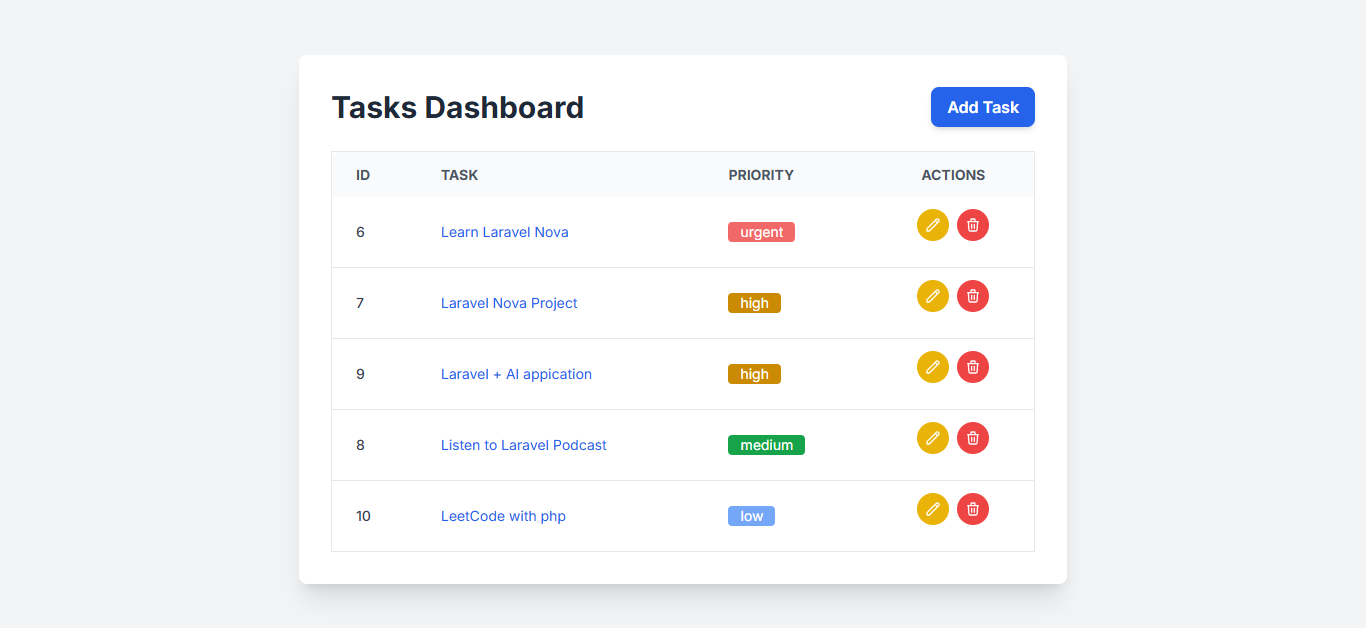 Tasks Dashboard
Add Task
ID TASK PRIORITY ACTIONS
6 Learn Laravel Nova urgent
7 Laravel Nova Project high
9 Laravel + AI appication high
8 Listen to Laravel Podcast medium
10 LeetCode with php low